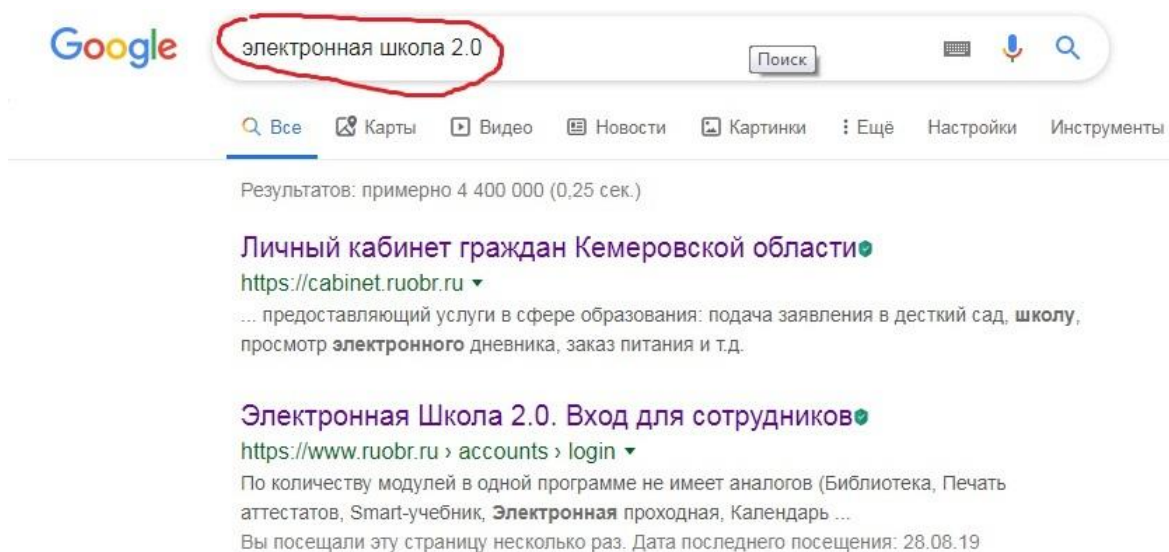 Google
электронная школа 2.0
Поиск
Все Карты Видео Новости Картинки Ещё Настройки Инструменты
Результатов: примерно 4 400 000 (0,25 сек.)
Личный кабинет граждан Кемеровской области
https://cabinet.ruobr.ru
... предоставляющий услуги в сфере образования: подача заявления в десткий сад, школу,
просмотр электронного дневника, заказ питания и т.д.
Электронная Школа 2.0. Вход для сотрудников
https://www.ruobr.ru › accounts › login
По количеству модулей в одной программе не имеет аналогов (Библиотека, Печать
аттестатов, Smart-учебник, Электронная проходная, Календарь ...
Вы посещали эту страницу несколько раз. Дата последнего посещения: 28.08.19